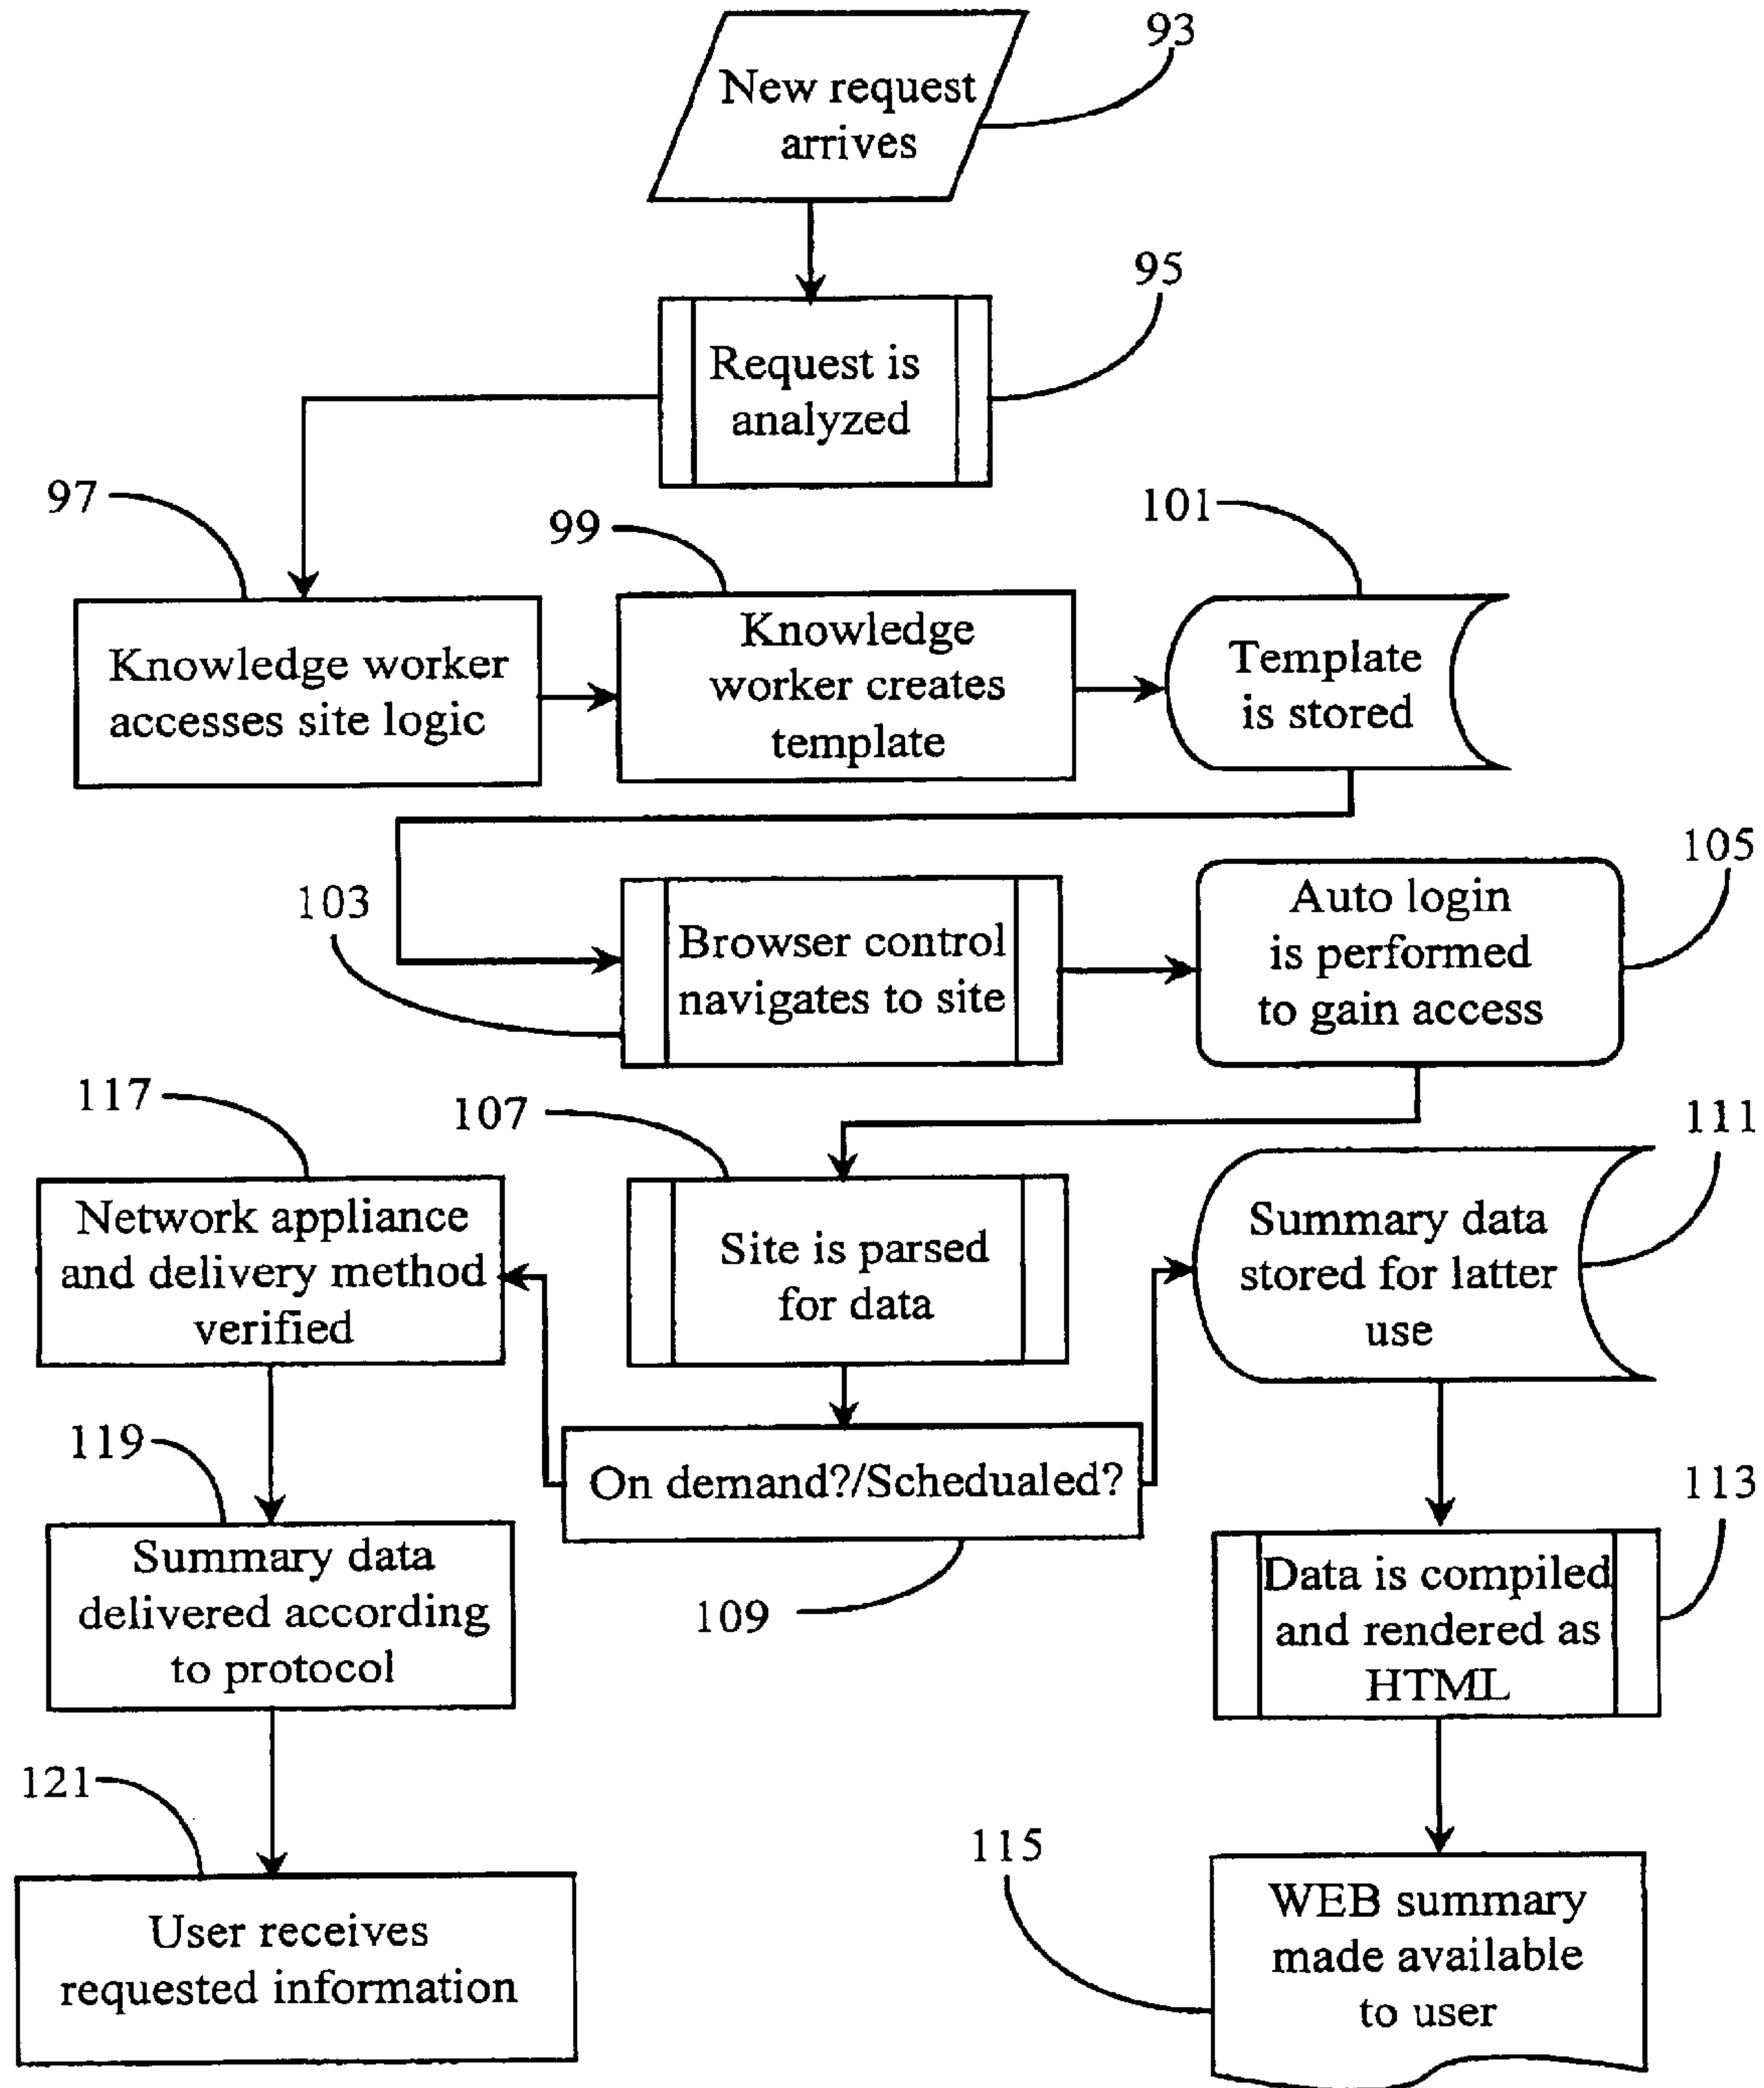 93
New request
arrives
95
Request is
analyzed
97
99
101
Knowledge worker
accesses site logic
Knowledge
worker creates
template
Template
is stored
103
Browser control
navigates to site
105
Auto login
is performed
to gain access
117
107
111
Network appliance
and delivery method
verified
Site is parsed
for data
Summary data
stored for latter
use
119
On demand?/Schedualed?
109
113
Summary data
delivered according
to protocol
Data is compiled
and rendered as
HTML
121
115
User receives
requested information
WEB summary
made available
to user